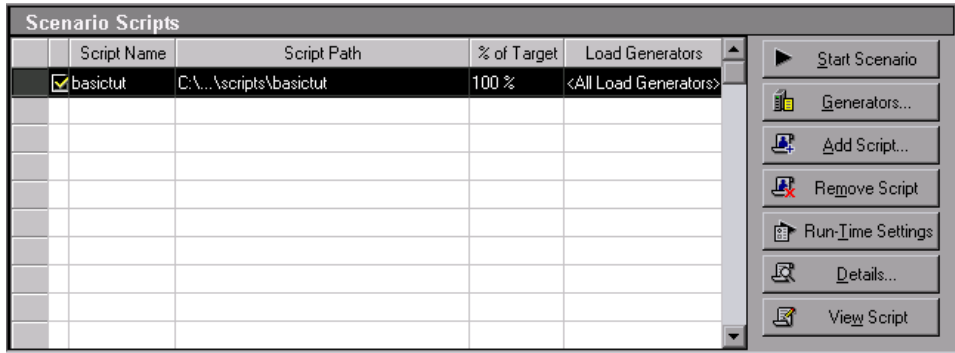 Scenario Scripts
Script Name Script Path % of Target Load Generators
basictut C:\...\scripts\basictut 100 % <All Load Generators>
Start Scenario
Generators...
Add Script...
Remove Script
Run-Time Settings
Details...
View Script